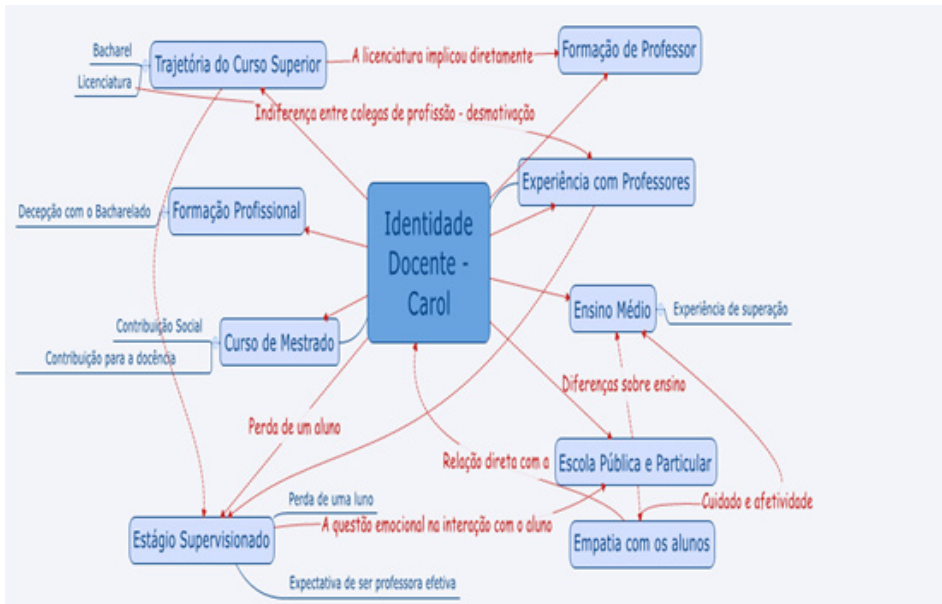 Bacharel
Licenciatura
Trajetória do Curso Superior
A licenciatura implicou diretamente
Formação de Professor
Indiferença entre colegas de profissão - desmotivação
Experiência com Professores
Decepção com o Bacharelado
Formação Profissional
Identidade
Docente -
Carol
Ensino Médio
Experiência de superação
Contribuição Social
Contribuição para a docência
Curso de Mestrado
Diferenças sobre ensino
Perda de um aluno
Relação direta com a
Escola Pública e Particular
Cuidado e afetividade
Perda de uma luno
A questão emocional na interação com o aluno
Estágio Supervisionado
Empatia com os alunos
Expectativa de ser professora efetiva